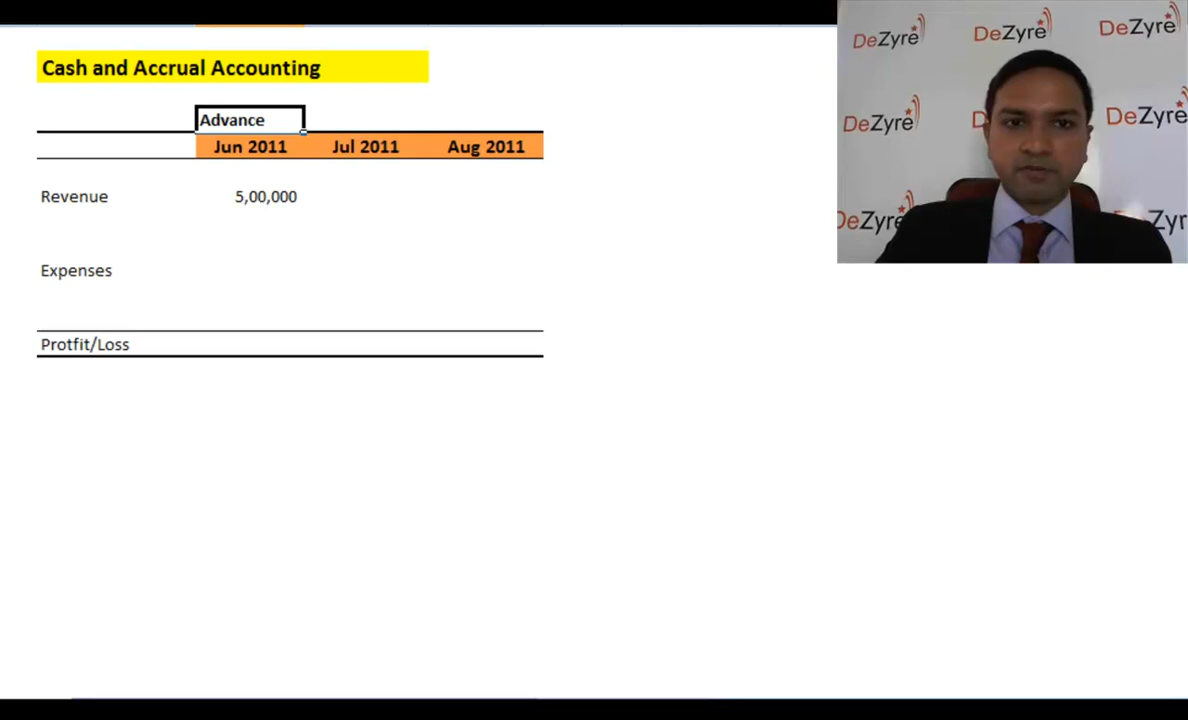 Cash and Accrual Accounting
Advance
Jun 2011 Jul 2011 Aug 2011
Revenue 5,00,000
Expenses
Protfit/Loss
DeZyre DeZyre DeZyre
DeZyre D DeZyre
DeZyre Zyr